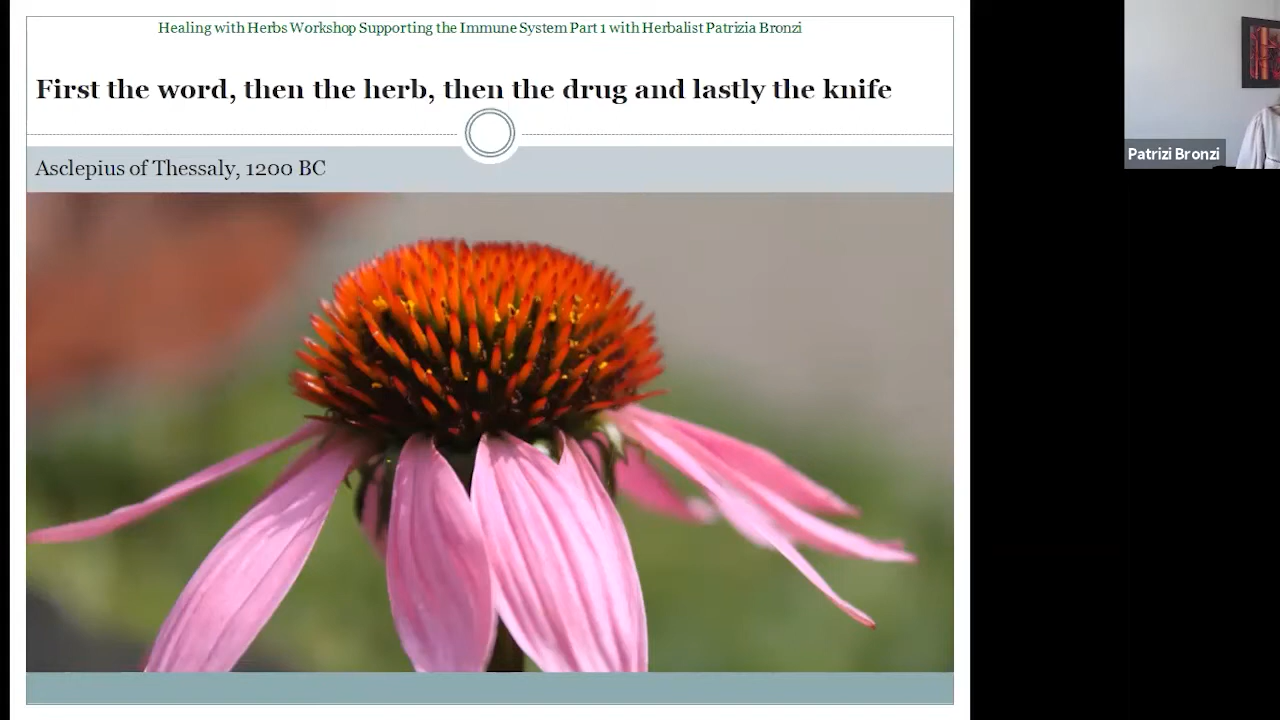 Healing with Herbs Workshop Supporting the Immune System Part 1 with Herbalist Patrizia Bronzi
First the word, then the herb, then the drug and lastly the knife
Asclepius of Thessaly, 1200 BC
Patrizi Bronzi